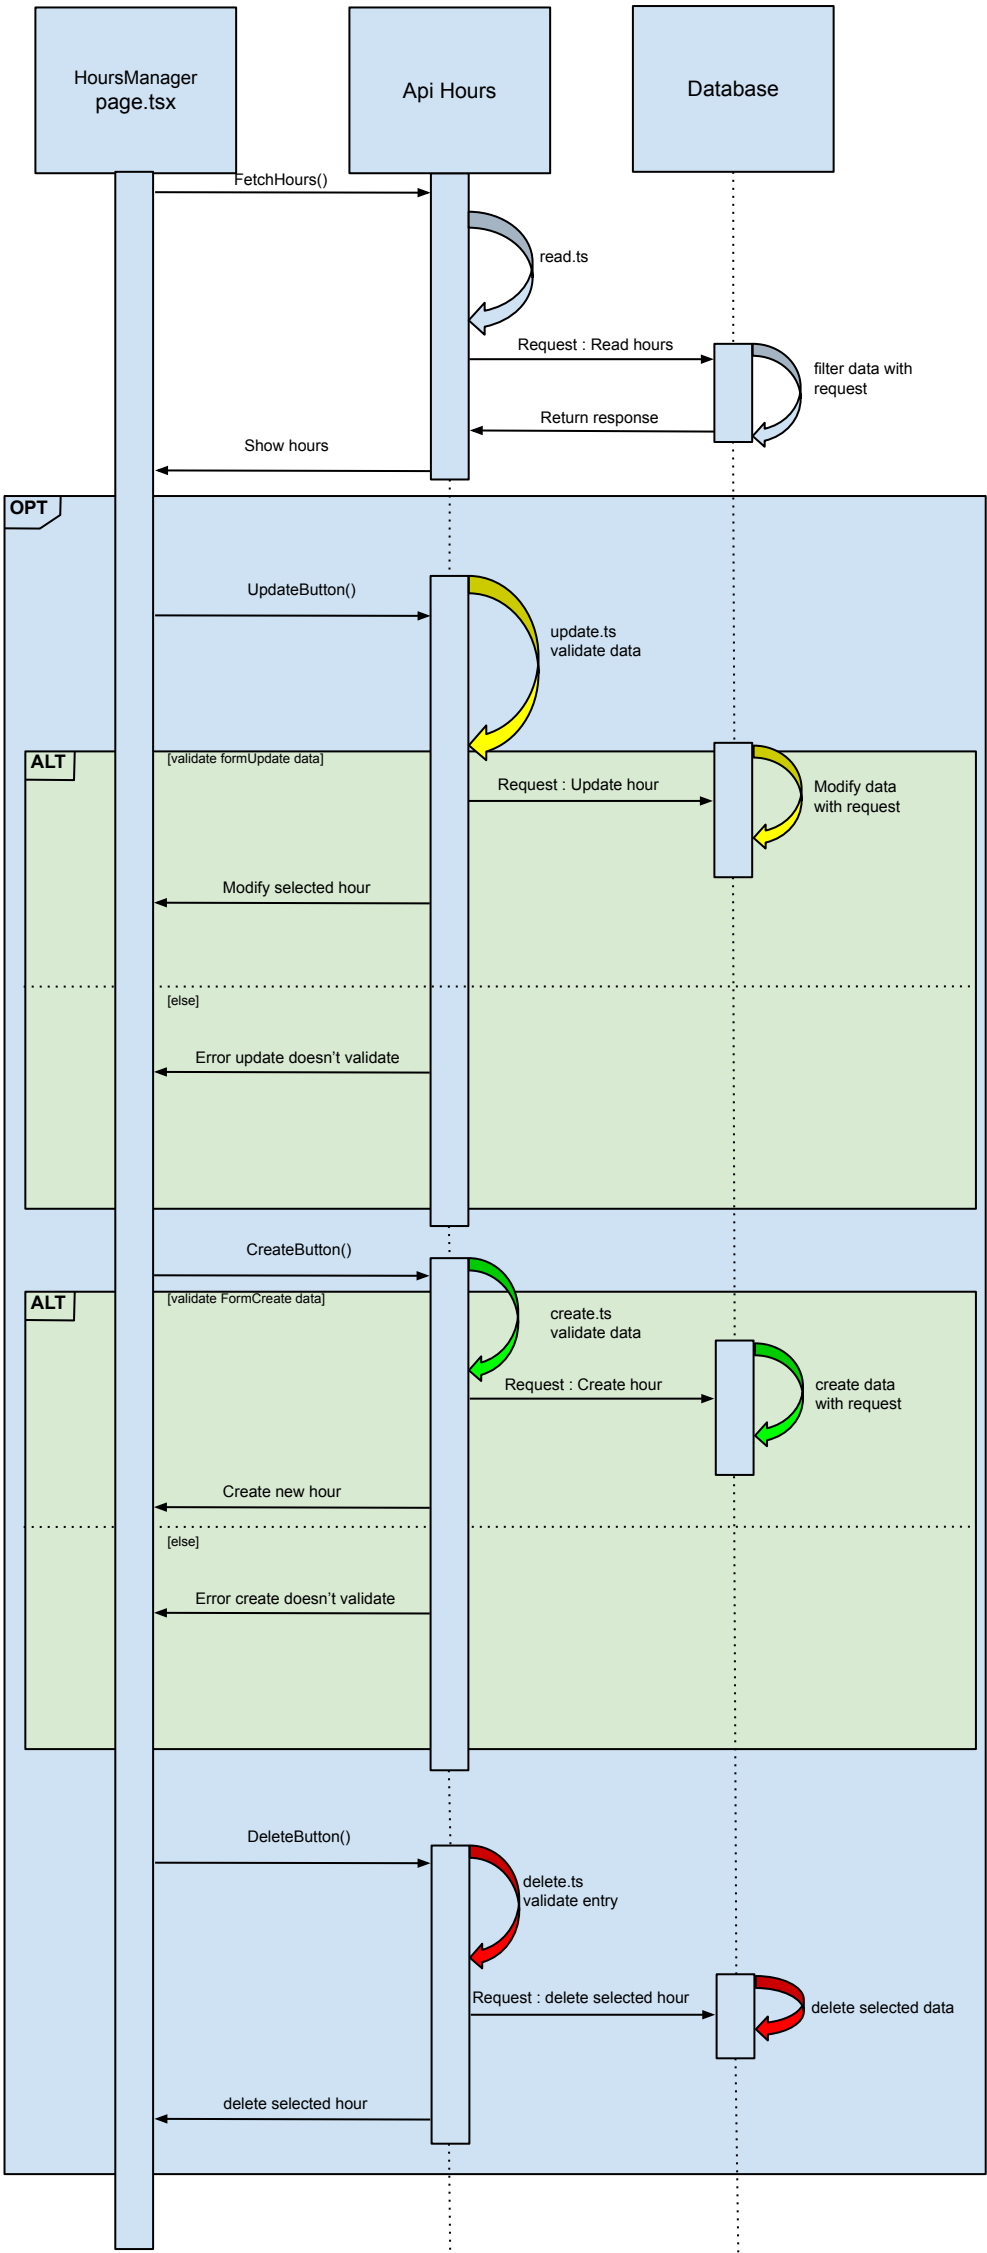 HoursManager
page.tsx
Api Hours
Database
FetchHours()
read.ts
Request : Read hours
filter data with
request
Return response
Show hours
OPT
UpdateButton()
update.ts
validate data
ALT
[validate formUpdate data]
Request : Update hour
Modify data
with request
Modify selected hour
[else]
Error update doesn't validate
CreateButton()
ALT
[validate FormCreate data]
create.ts
validate data
Request : Create hour
create data
with request
Create new hour
[else]
Error create doesn't validate
DeleteButton()
delete.ts
validate entry
Request : delete selected hour
delete selected data
delete selected hour